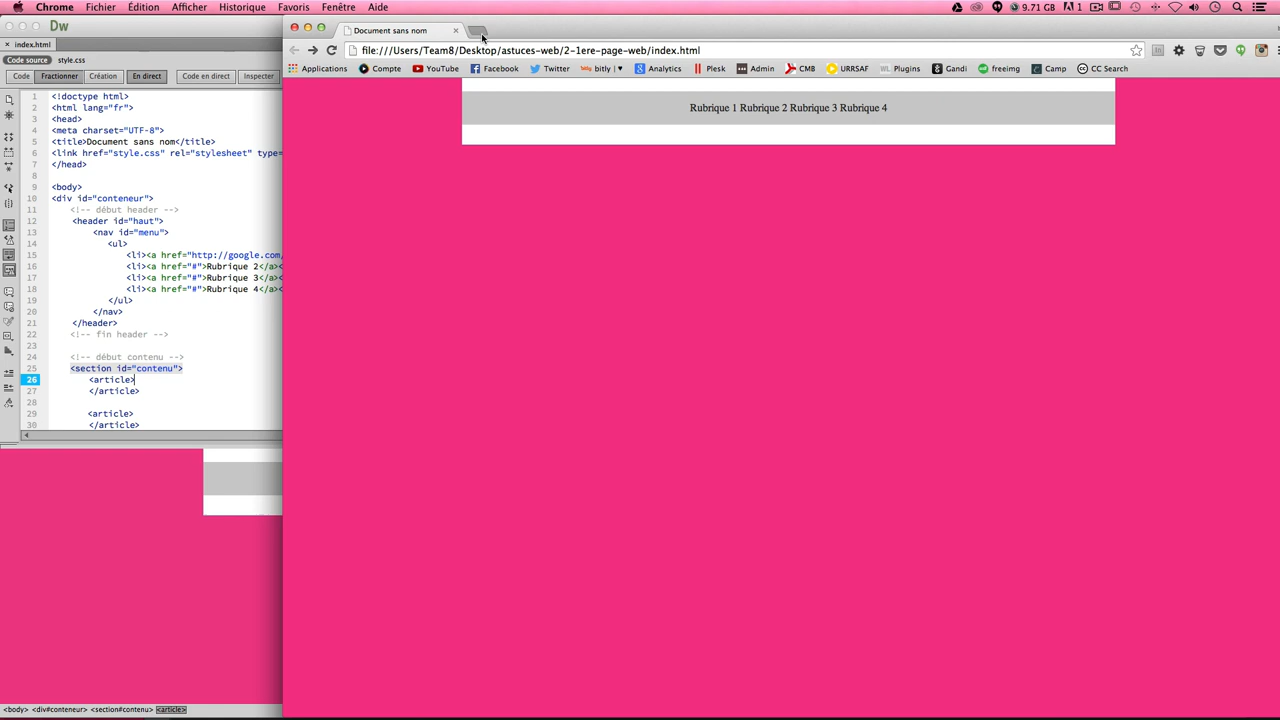 Chrome Fichier Édition Afficher Historique Favoris Fenêtre Aide 9.71 GB 1
Dw
Document sans nom
× index.html
file:///Users/Team8/Desktop/astuces-web/2-1ere-page-web/index.html
Code source style.css
Applications Compte YouTube Facebook Twitter bitly | ♥ Analytics Plesk Admin CMB URRSAF Plugins Gandi freeimg Camp CC Search
Code Fractionner Création En direct Code en direct Inspecter
1 <!doctype html>
2 <html lang="fr">
3 <head>
4 <meta charset="UTF-8">
5 <title>Document sans nom</title>
6 <link href="style.css" rel="stylesheet" type=
7 </head>
8
9 <body>
10 <div id="conteneur">
11 <!-- début header -->
12 <header id="haut">
13 <nav id="menu">
14 <ul>
15 <li><a href="http://google.com/
16 <li><a href="#">Rubrique 2</a><
17 <li><a href="#">Rubrique 3</a><
18 <li><a href="#">Rubrique 4</a><
19 </ul>
20 </nav>
21 </header>
22 <!-- fin header -->
23
24 <!-- début contenu -->
25 <section id="contenu">
26 <article>
27 </article>
28
29 <article>
30 </article>
Rubrique 1 Rubrique 2 Rubrique 3 Rubrique 4
<body> <div#conteneur> <section#contenu> <article>